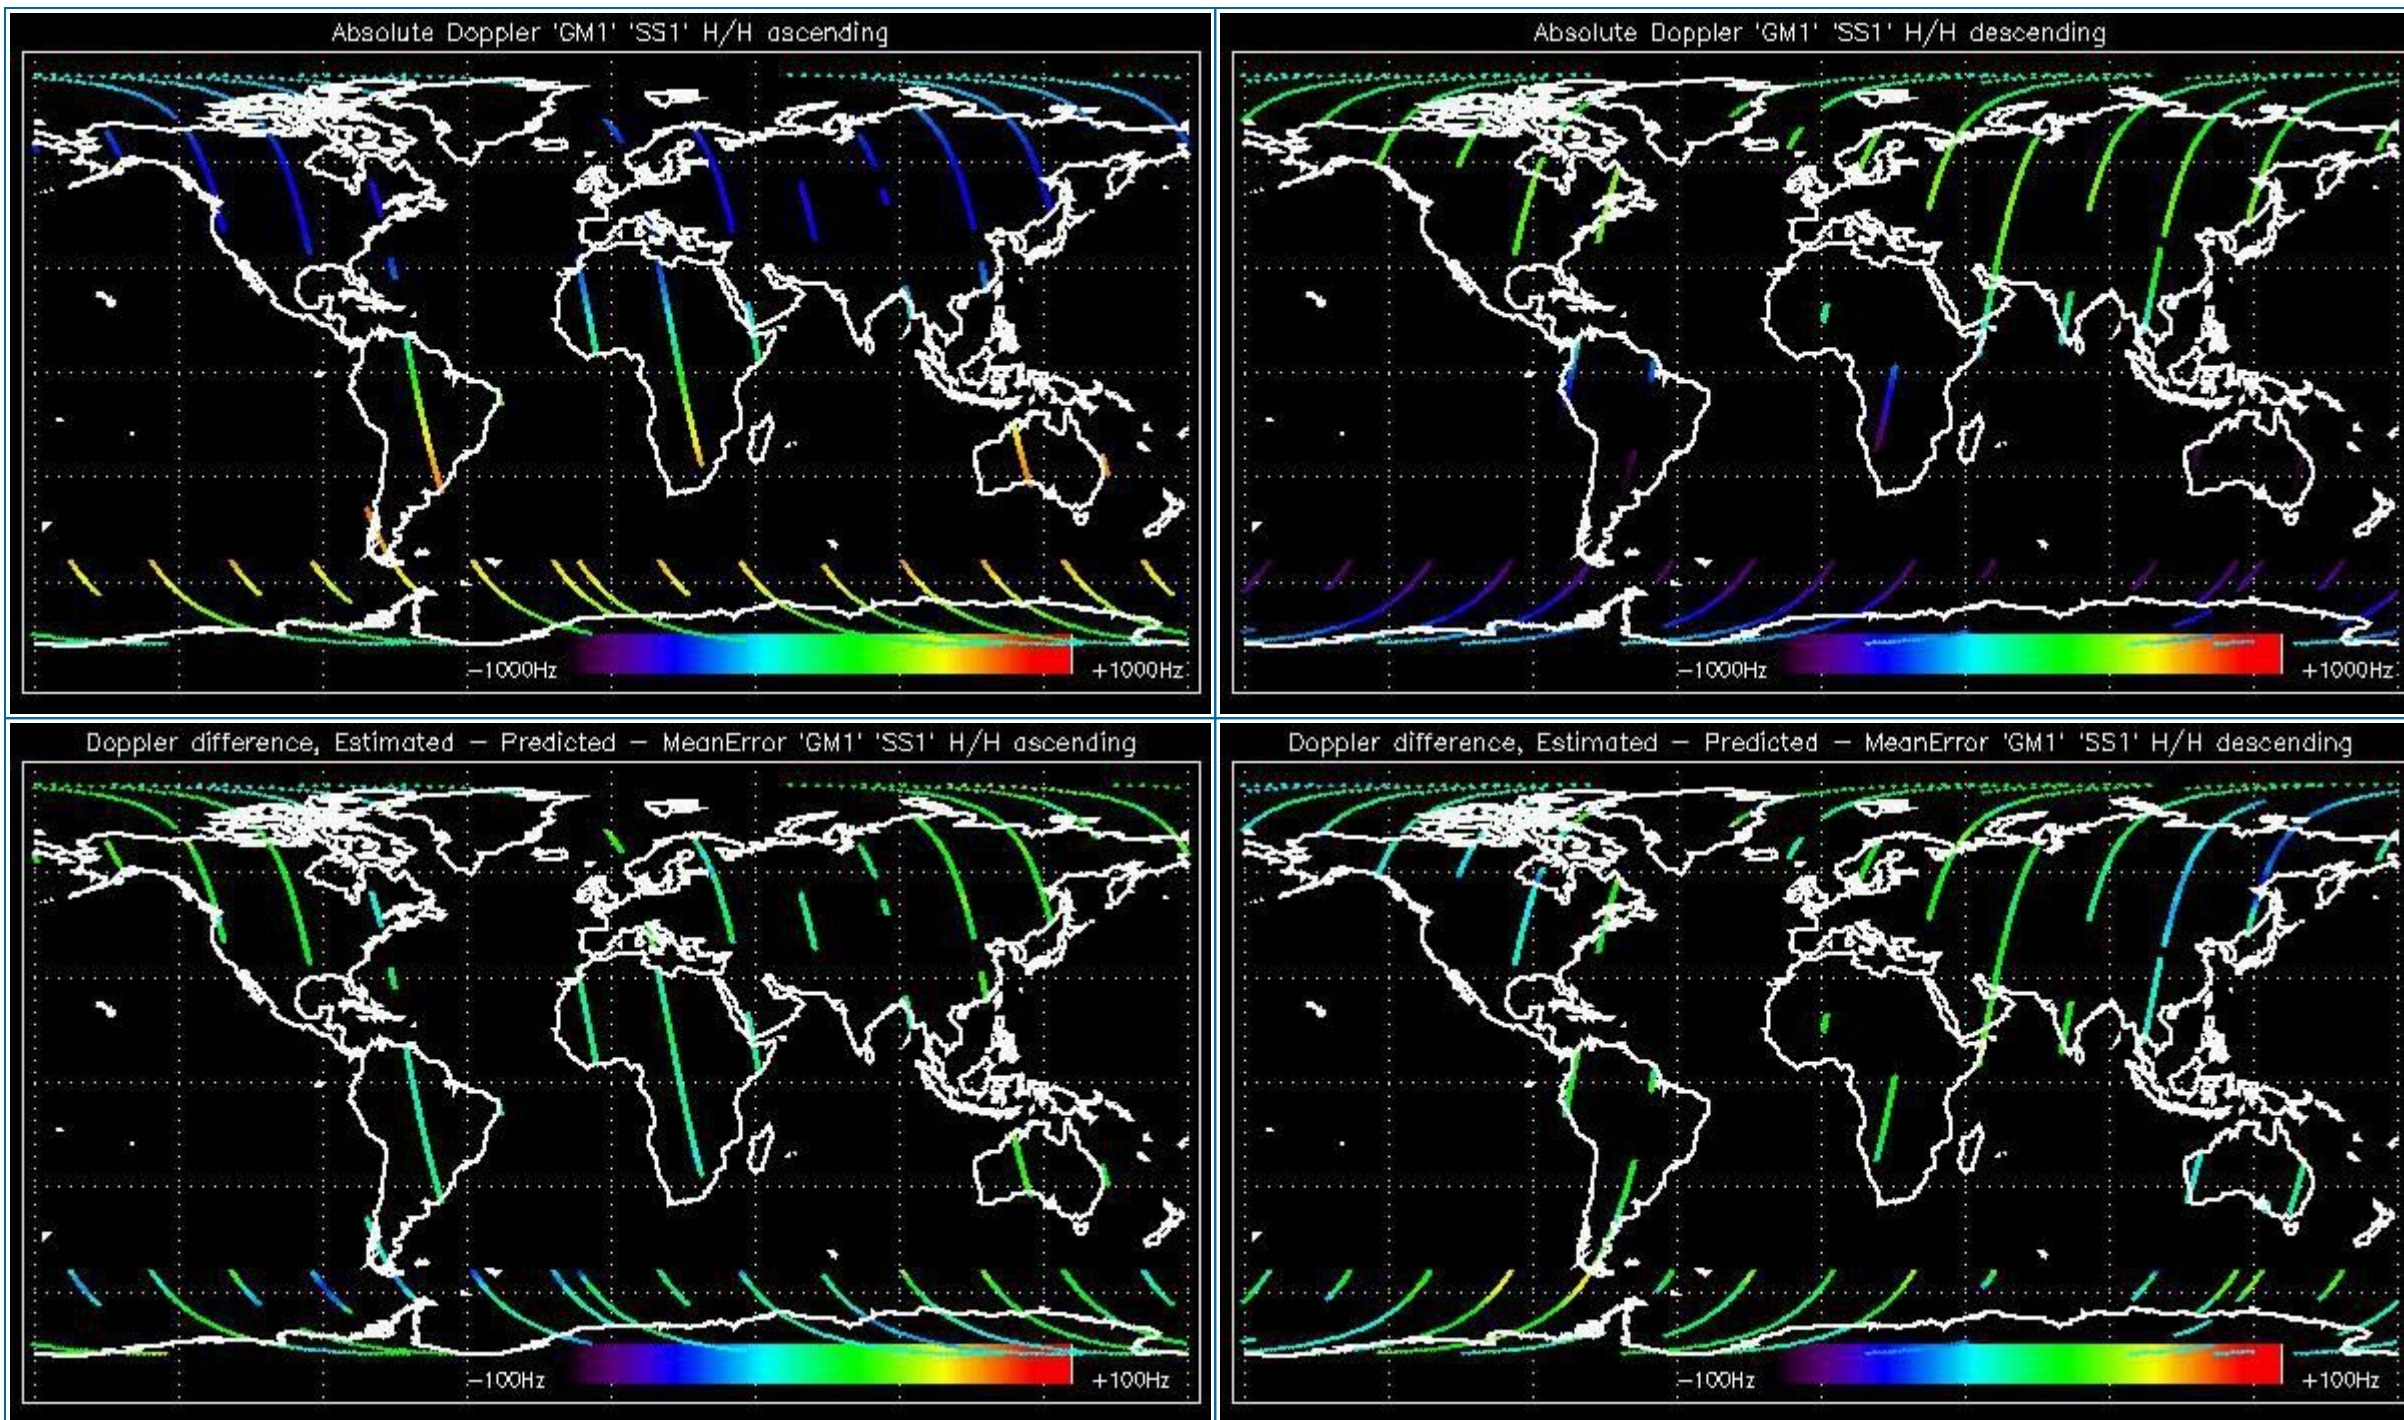 Absolute Doppler 'GM1' 'SS1' H/H ascending
−1000Hz +1000Hz
Absolute Doppler 'GM1' 'SS1' H/H descending
−1000Hz +1000Hz
Doppler difference, Estimated − Predicted − MeanError 'GM1' 'SS1' H/H ascending
−100Hz +100Hz
Doppler difference, Estimated − Predicted − MeanError 'GM1' 'SS1' H/H descending
−100Hz +100Hz